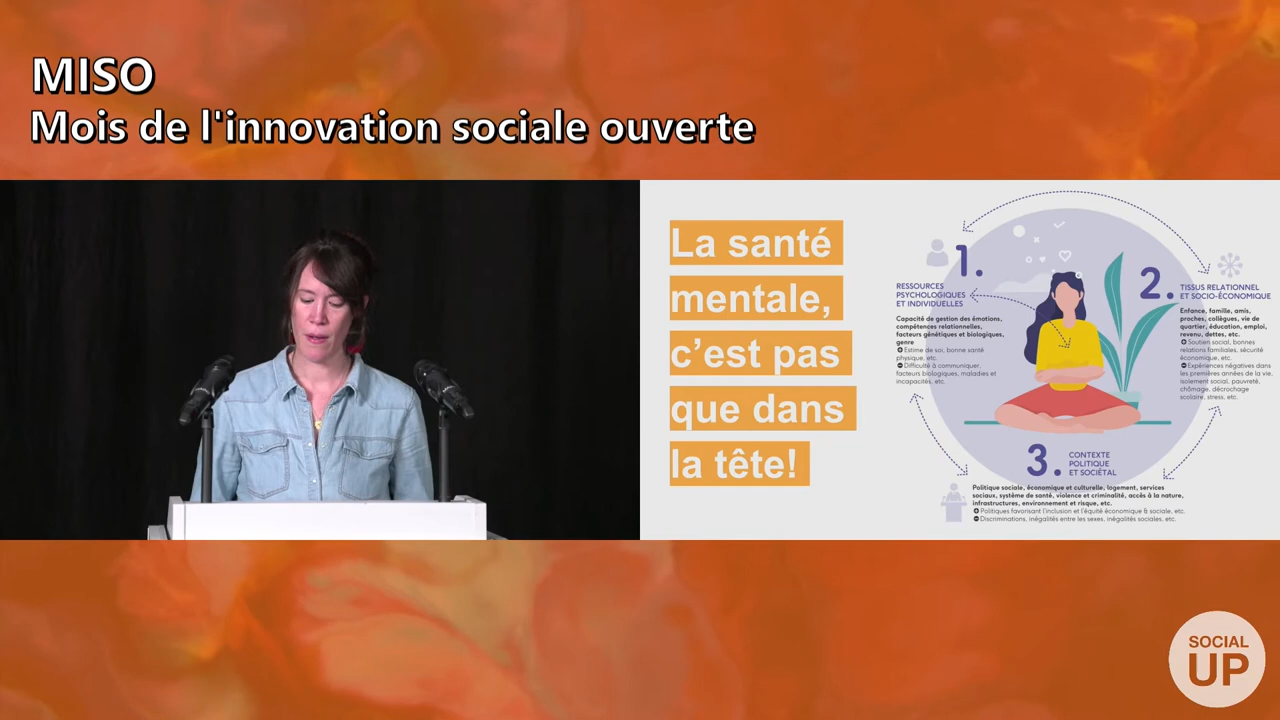 MISO
Mois de l'innovation sociale ouverte
La santé
mentale,
c'est pas
que dans
la tête!
1.
RESSOURCES
PSYCHOLOGIQUES
ET INDIVIDUELLES
Capacité de gestion des émotions,
compétences relationnelles,
facteurs génétiques et biologiques,
genre
Estime de soi, bonne santé
physique, etc.
Difficulté à communiquer,
facteurs biologiques, maladies et
incapacités, etc.
2.
TISSUS RELATIONNEL
ET SOCIO-ÉCONOMIQUE
Enfance, famille, amis,
proches, collègues, vie de
quartier, éducation, emploi,
revenu, dettes, etc.
Soutien social, bonnes
relations familiales, sécurité
économique, etc.
Expériences négatives dans
les premières années de la vie,
isolement social, pauvreté,
chômage, décrochage
scolaire, stress, etc.
3.
CONTEXTE
POLITIQUE
ET SOCIÉTAL
Politique sociale, économique et culturelle, logement, services
sociaux, système de santé, violence et criminalité, accès à la nature,
infrastructures, environnement et risque, etc.
Politiques favorisant l'inclusion et l'équité économique & sociale, etc.
Discriminations, inégalités entre les sexes, inégalités sociales, etc.
SOCIAL
UP